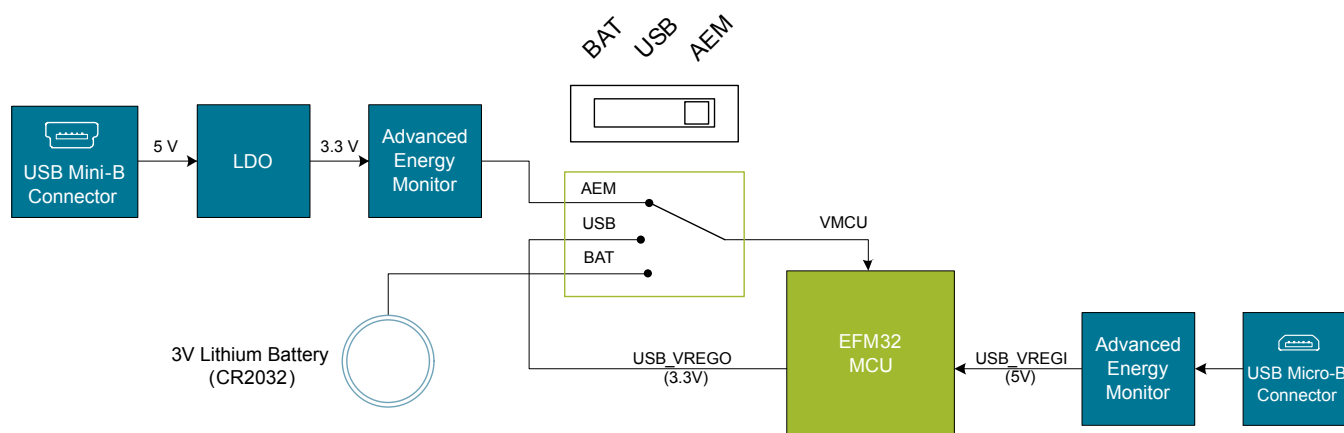 BAT
USB
AEM
USB Mini-B
Connector
5 V
LDO
3.3 V
Advanced
Energy
Monitor
AEM
USB
BAT
VMCU
3V Lithium Battery
(CR2032)
USB_VREGO
(3.3V)
EFM32
MCU
USB_VREGI
(5V)
Advanced
Energy
Monitor
USB Micro-B
Connector